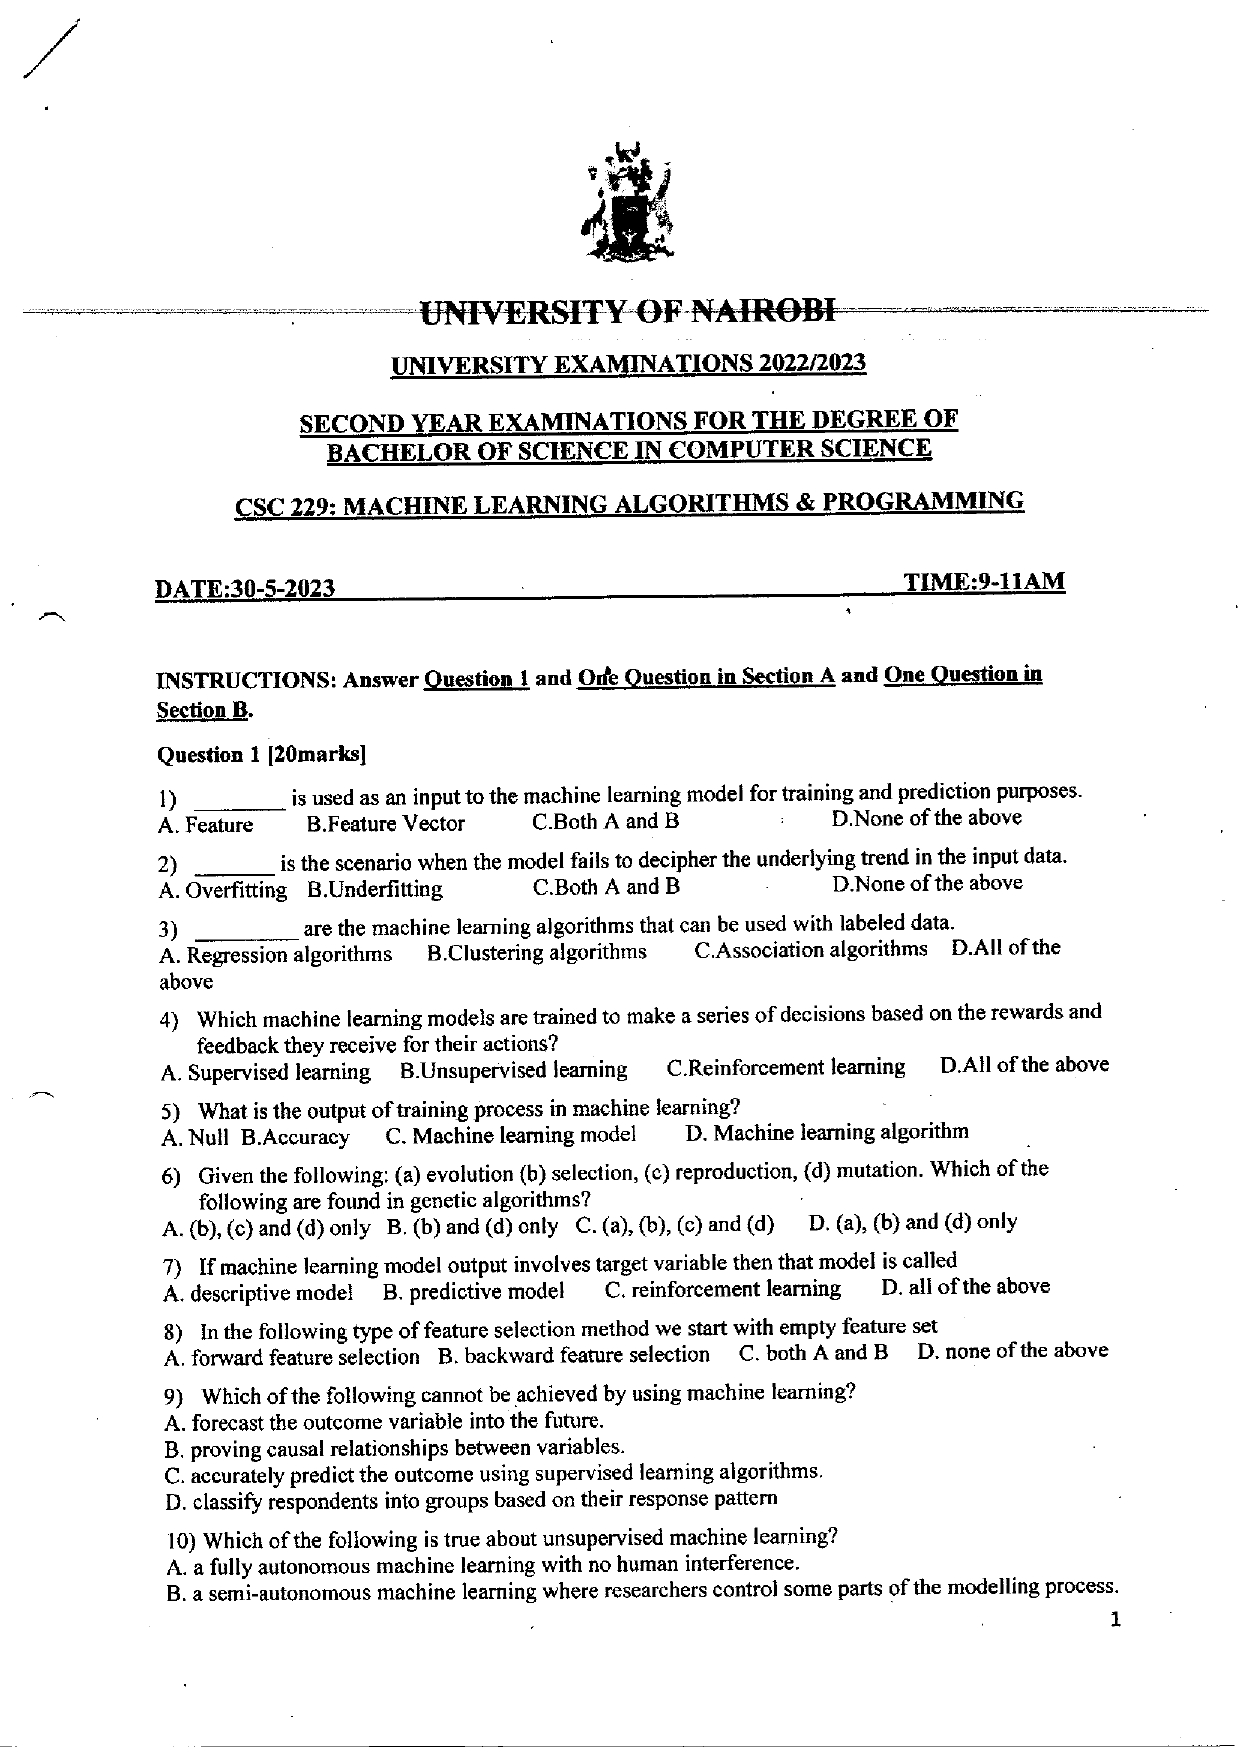 UNIVERSITY OF NAIROBI
UNIVERSITY EXAMINATIONS 2022/2023
SECOND YEAR EXAMINATIONS FOR THE DEGREE OF
BACHELOR OF SCIENCE IN COMPUTER SCIENCE
CSC 229: MACHINE LEARNING ALGORITHMS & PROGRAMMING
DATE:30-5-2023 TIME:9-11AM
INSTRUCTIONS: Answer Question 1 and One Question in Section A and One Question in
Section B.
Question 1 [20marks]
1) ________ is used as an input to the machine learning model for training and prediction purposes.
A. Feature B.Feature Vector C.Both A and B D.None of the above
2) _______ is the scenario when the model fails to decipher the underlying trend in the input data.
A. Overfitting B.Underfitting C.Both A and B D.None of the above
3) _________ are the machine learning algorithms that can be used with labeled data.
A. Regression algorithms B.Clustering algorithms C.Association algorithms D.All of the
above
4) Which machine learning models are trained to make a series of decisions based on the rewards and
feedback they receive for their actions?
A. Supervised learning B.Unsupervised learning C.Reinforcement learning D.All of the above
5) What is the output of training process in machine learning?
A. Null B.Accuracy C. Machine learning model D. Machine learning algorithm
6) Given the following: (a) evolution (b) selection, (c) reproduction, (d) mutation. Which of the
following are found in genetic algorithms?
A. (b), (c) and (d) only B. (b) and (d) only C. (a), (b), (c) and (d) D. (a), (b) and (d) only
7) If machine learning model output involves target variable then that model is called
A. descriptive model B. predictive model C. reinforcement learning D. all of the above
8) In the following type of feature selection method we start with empty feature set
A. forward feature selection B. backward feature selection C. both A and B D. none of the above
9) Which of the following cannot be achieved by using machine learning?
A. forecast the outcome variable into the future.
B. proving causal relationships between variables.
C. accurately predict the outcome using supervised learning algorithms.
D. classify respondents into groups based on their response pattern
10) Which of the following is true about unsupervised machine learning?
A. a fully autonomous machine learning with no human interference.
B. a semi-autonomous machine learning where researchers control some parts of the modelling process.
1